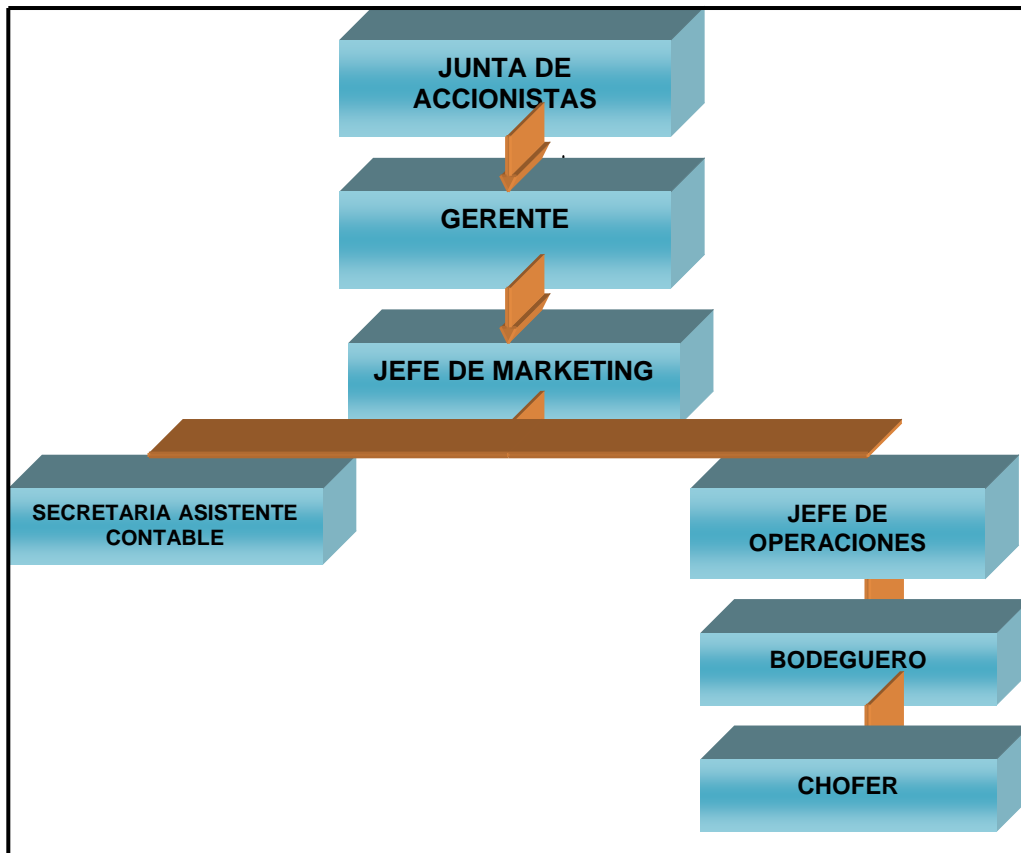 JUNTA DE
ACCIONISTAS
GERENTE
JEFE DE MARKETING
SECRETARIA ASISTENTE
CONTABLE
JEFE DE
OPERACIONES
BODEGUERO
CHOFER